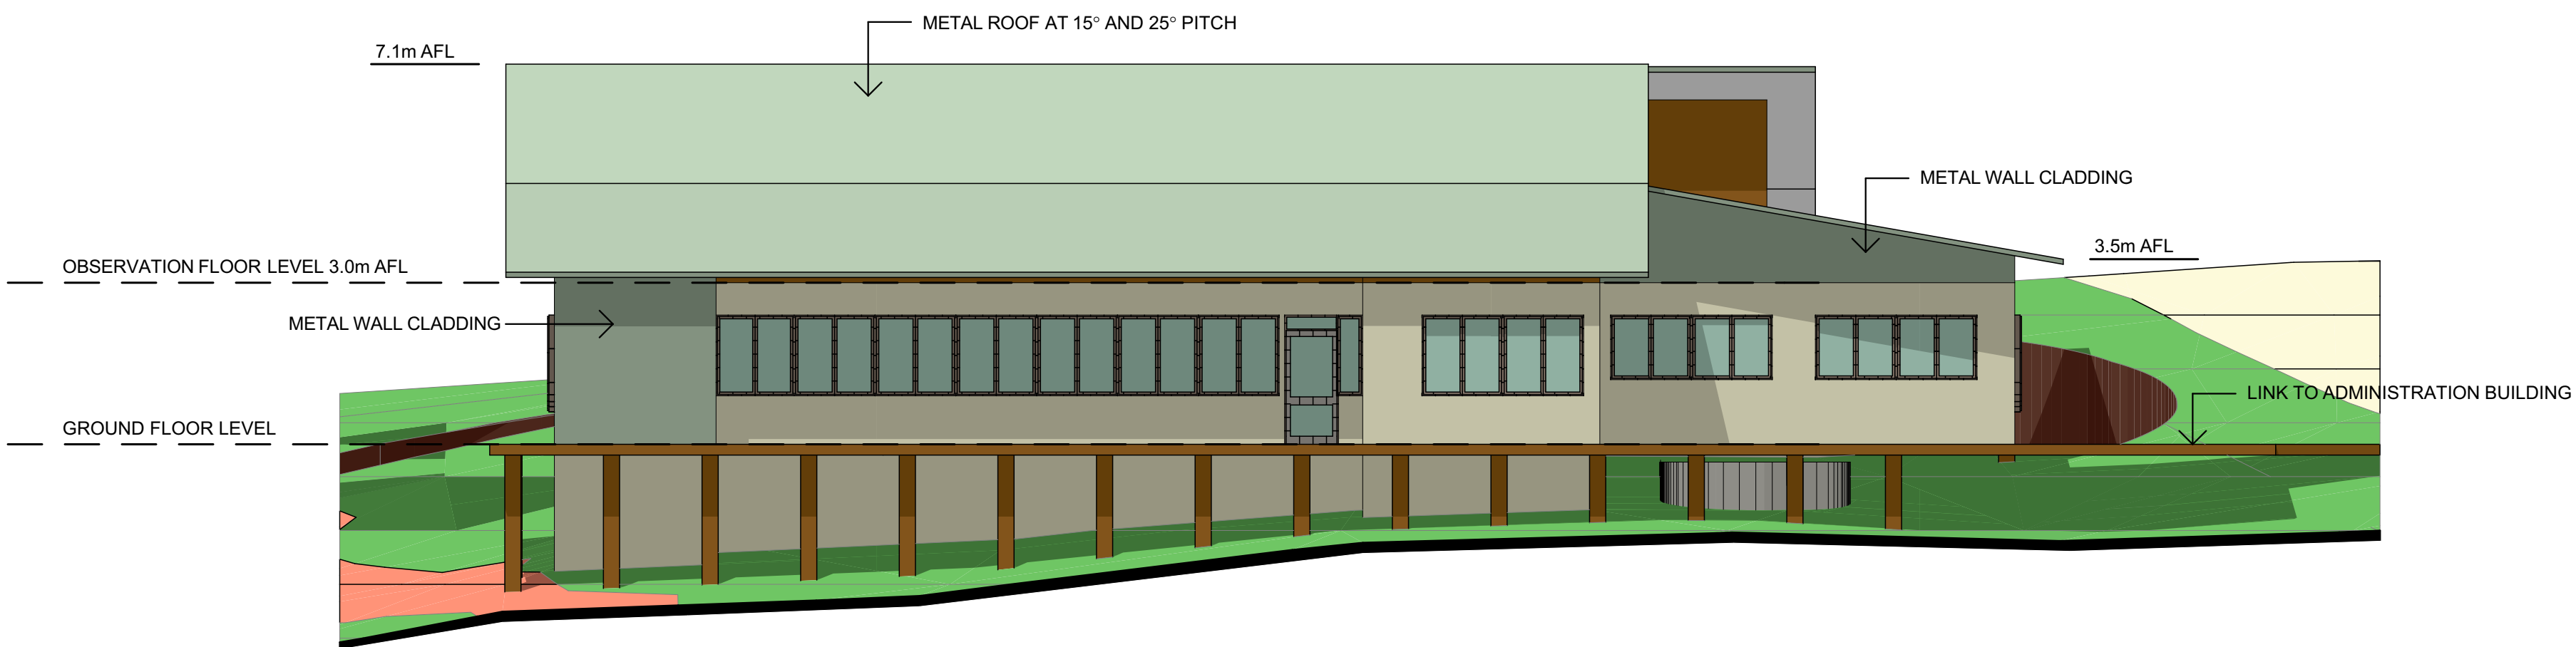 METAL ROOF AT 15° AND 25° PITCH
7.1m AFL
METAL WALL CLADDING
3.5m AFL
OBSERVATION FLOOR LEVEL 3.0m AFL
METAL WALL CLADDING
LINK TO ADMINISTRATION BUILDING
GROUND FLOOR LEVEL